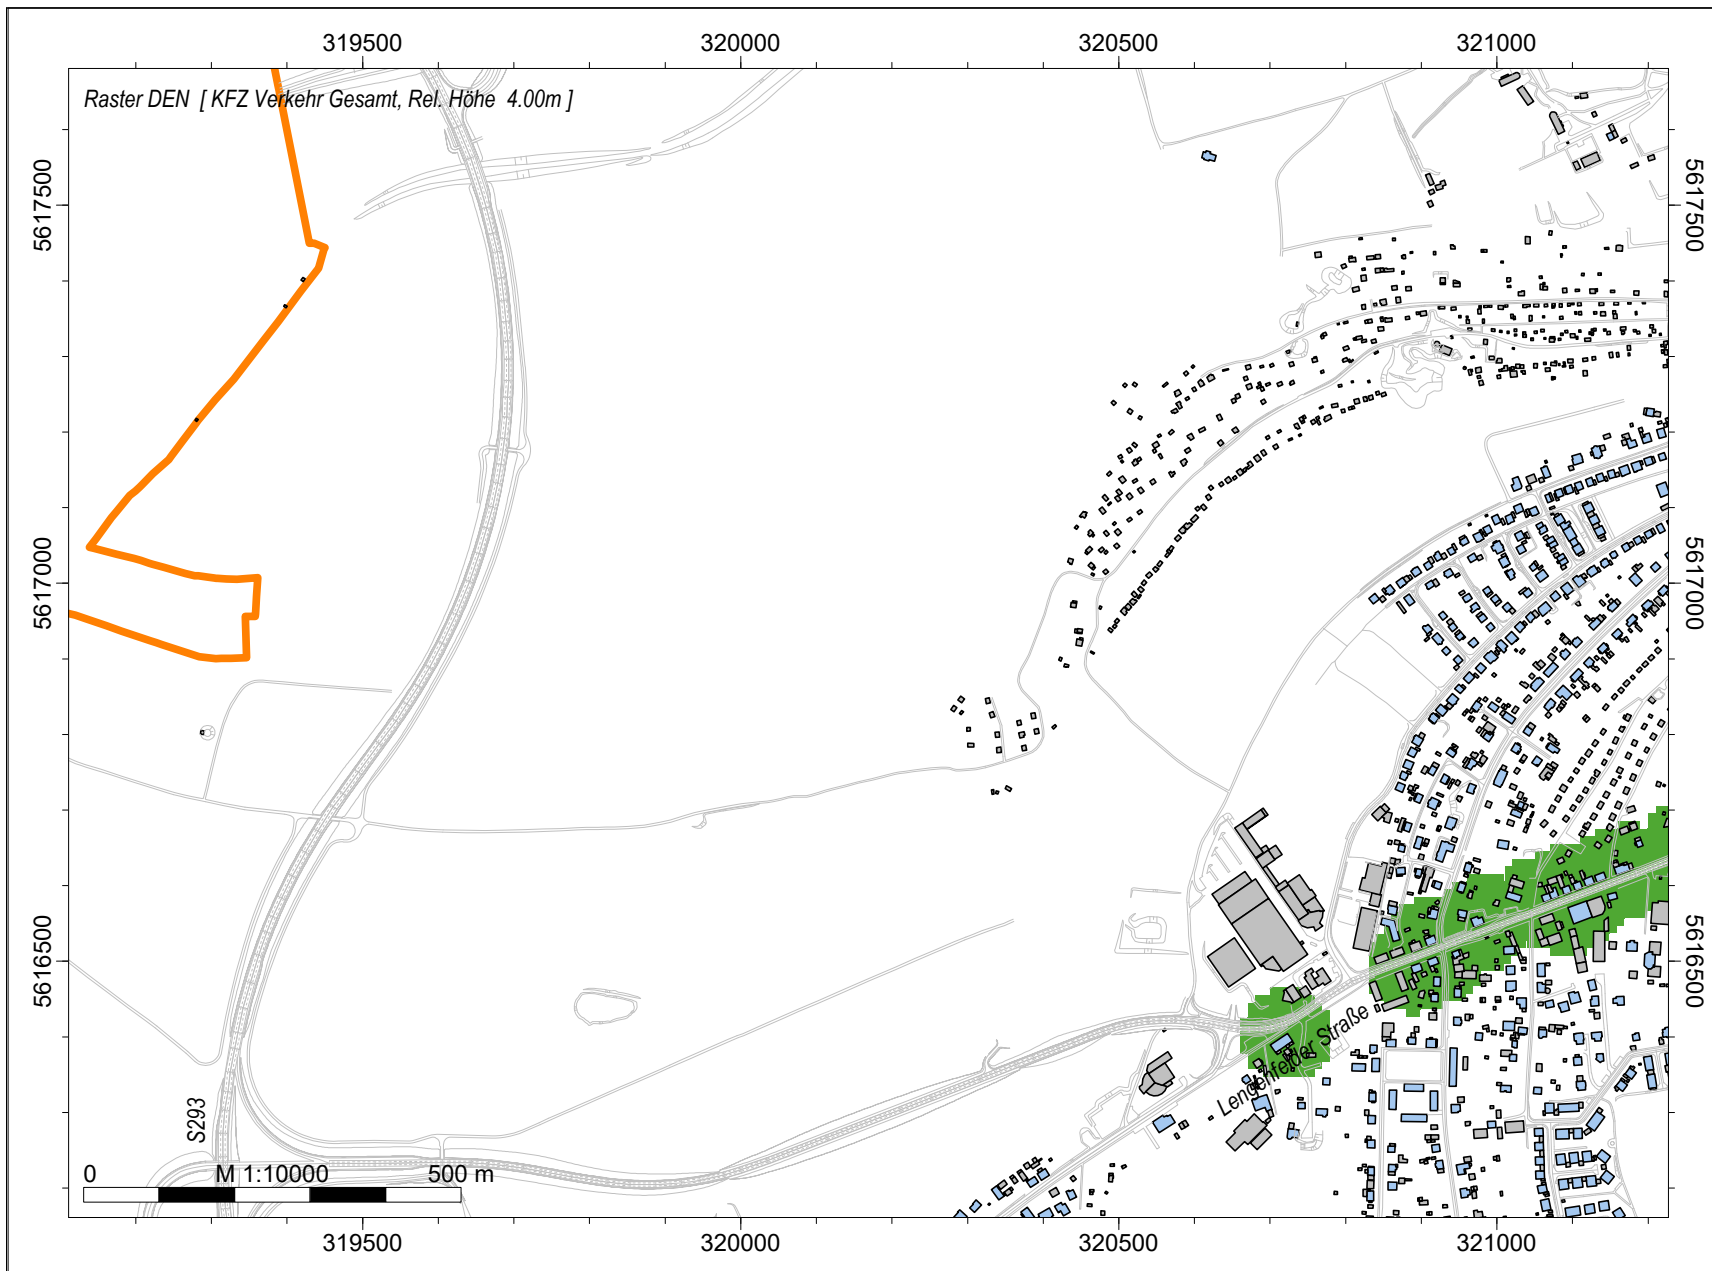 319500 320000 320500 321000
Raster DEN [ KFZ Verkehr Gesamt, Rel. Höhe 4.00m ]
5617500 5617500
5617000 5617000
5616500 5616500
Lengenfelder Straße
S293
0 M 1:10000 500 m
319500 320000 320500 321000